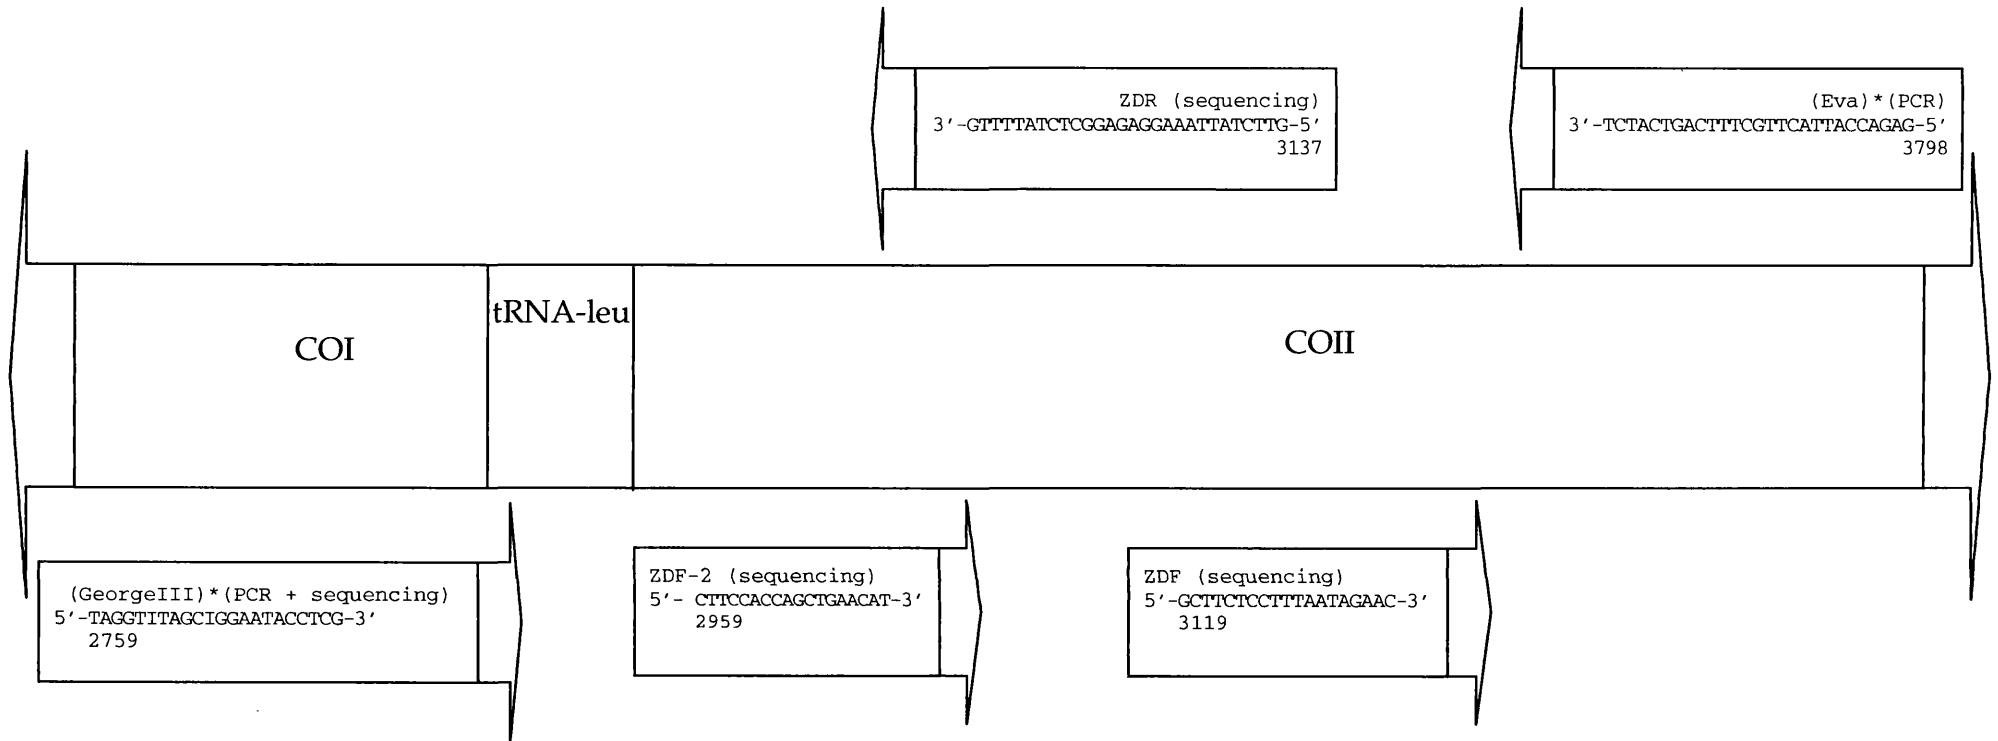 ZDR (sequencing)
3'-GTTTTATCTCGGAGAGGAAATTATCTTG-5'
3137
(Eva)*(PCR)
3'-TCTACTGACTTTCGTTCATTACCAGAG-5'
3798
COI
tRNA-leu
COII
(GeorgeIII)*(PCR + sequencing)
5'-TAGGTITAGCIGGAATACCTCG-3'
2759
ZDF-2 (sequencing)
5'- CTTCCACCAGCTGAACAT-3'
2959
ZDF (sequencing)
5'-GCTTCTCCTTTAATAGAAC-3'
3119